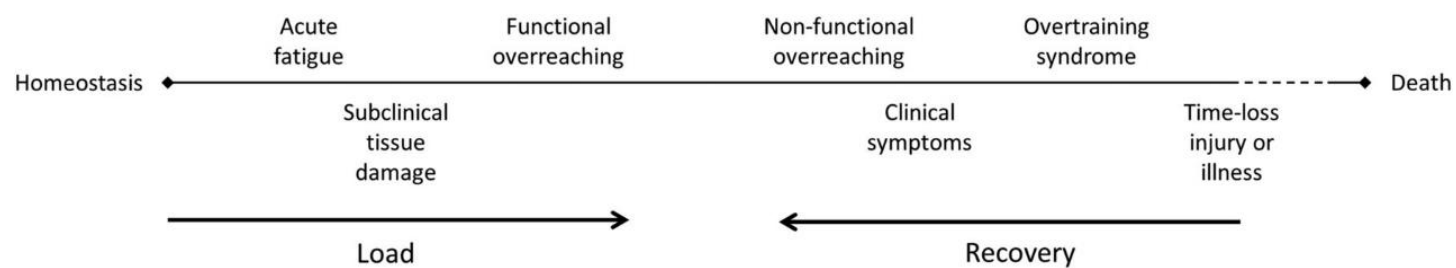 Acute
fatigue
Functional
overreaching
Non-functional
overreaching
Overtraining
syndrome
Homeostasis
Death
Subclinical
tissue
damage
Clinical
symptoms
Time-loss
injury or
illness
Load
Recovery